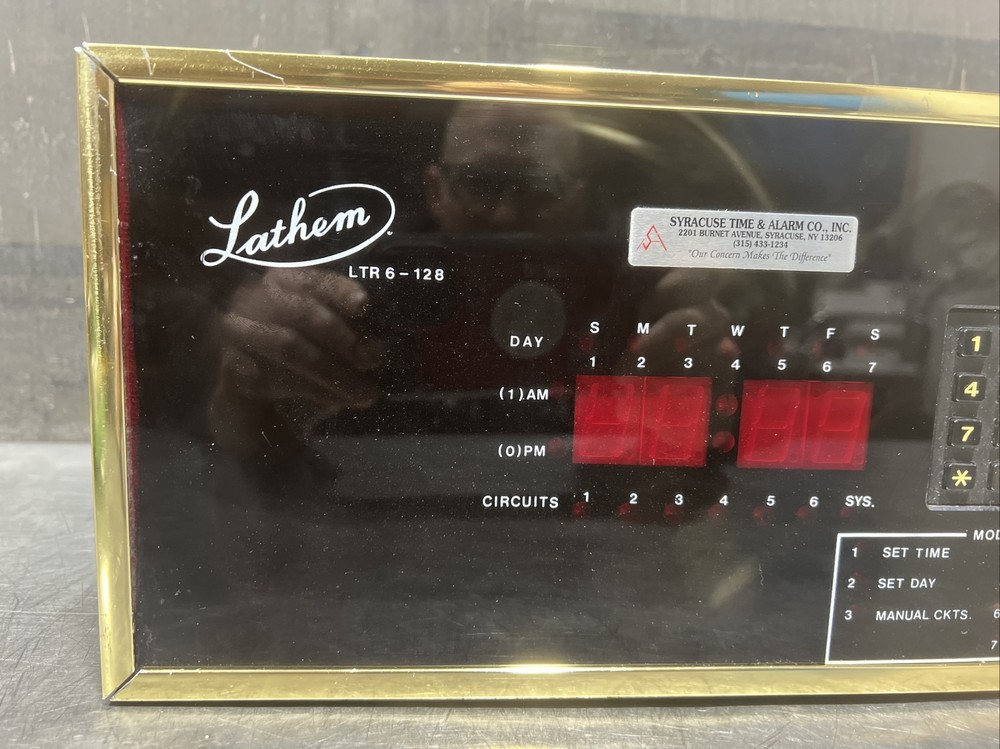 Lathem
LTR 6-128
SYRACUSE TIME & ALARM CO., INC.
2201 BURNET AVENUE, SYRACUSE, NY 13206
(315) 433-1234
"Our Concern Makes The Difference"
S M T W T F S
DAY
1 2 3 4 5 6 7
(1).AM
(0)PM
CIRCUITS 1 2 3 4 5 6 SYS.
1
4
7
*
1 SET TIME
2 SET DAY
3 MANUAL CKTS. 6
7